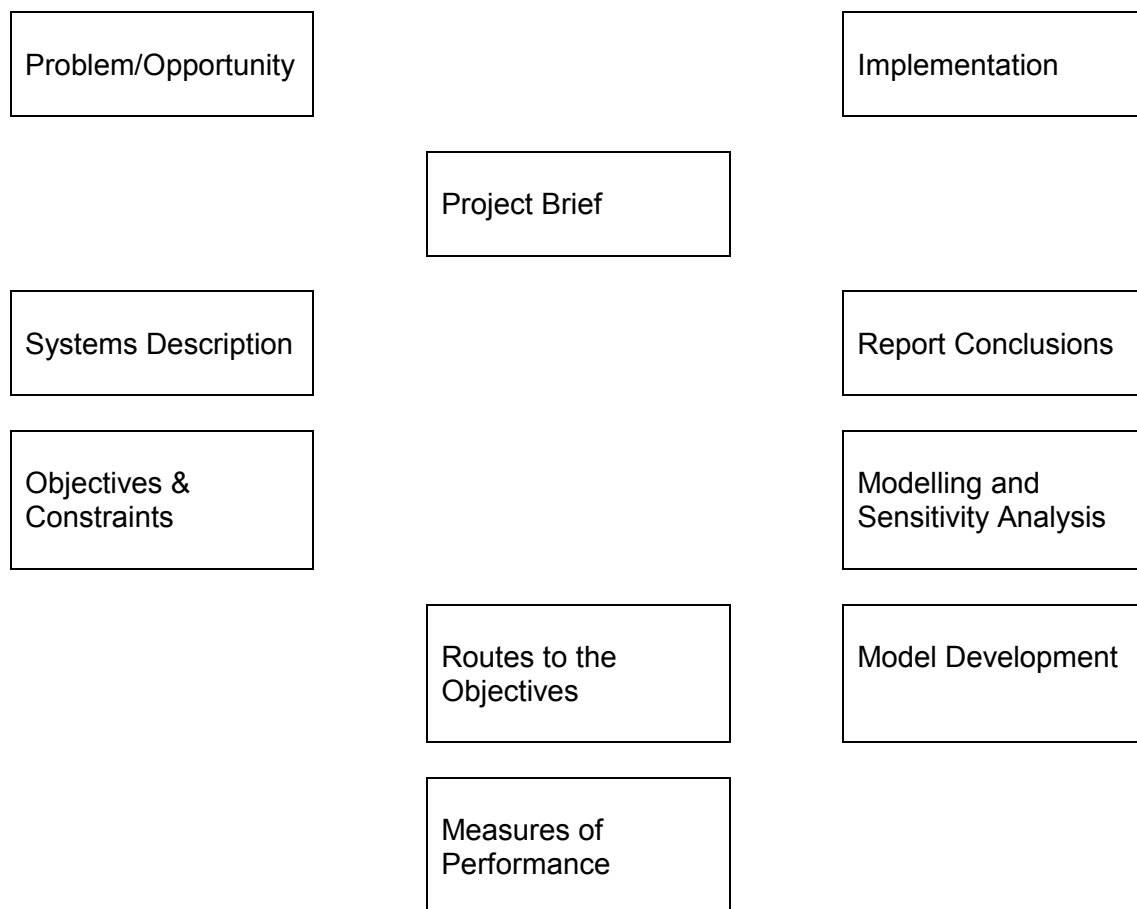 Problem/Opportunity
Implementation
Project Brief
Systems Description
Report Conclusions
Objectives &
Constraints
Modelling and
Sensitivity Analysis
Routes to the
Objectives
Model Development
Measures of
Performance